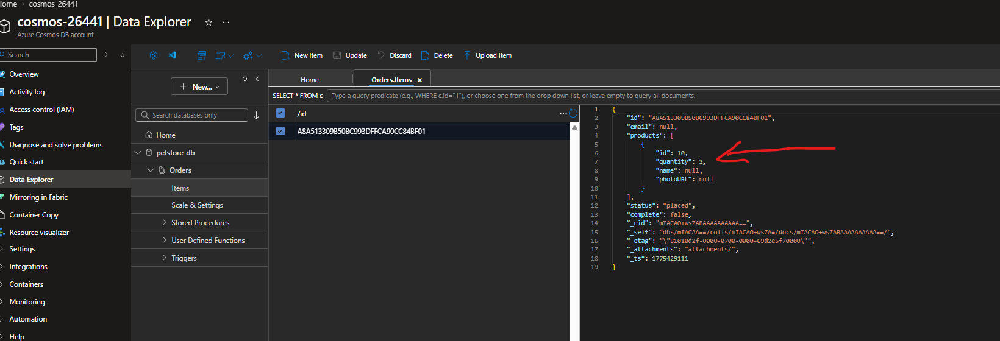 Home › cosmos-26441
cosmos-26441 | Data Explorer ☆ ...
Azure Cosmos DB account
Search
Overview
Activity log
Access control (IAM)
Tags
Diagnose and solve problems
Quick start
Data Explorer
Mirroring in Fabric
Container Copy
Resource visualizer
Settings
Integrations
Containers
Monitoring
Automation
Help
New Item Update Discard Delete Upload Item
+ New...
Search databases only
Home
petstore-db
Orders
Items
Scale & Settings
Stored Procedures
User Defined Functions
Triggers
Home Orders.Items ×
SELECT * FROM c Type a query predicate (e.g., WHERE c.id="1"), or choose one from the drop down list, or leave empty to query all documents.
/id ...
A8A513309B50BC993DFFCA90CC84BF01
1 {
2 "id": "A8A513309B50BC993DFFCA90CC84BF01",
3 "email": null,
4 "products": [
5 {
6 "id": 10,
7 "quantity": 2,
8 "name": null,
9 "photoURL": null
10 }
11 ],
12 "status": "placed",
13 "complete": false,
14 "_rid": "mIACAO+wsZABAAAAAAAAAA==",
15 "_self": "dbs/mIACAA==/colls/mIACAO+wsZA=/docs/mIACAO+wsZABAAAAAAAAAA==/",
16 "_etag": "\"81010d2f-0000-0700-0000-69d2e5f70000\"",
17 "_attachments": "attachments/",
18 "_ts": 1775429111
19 }